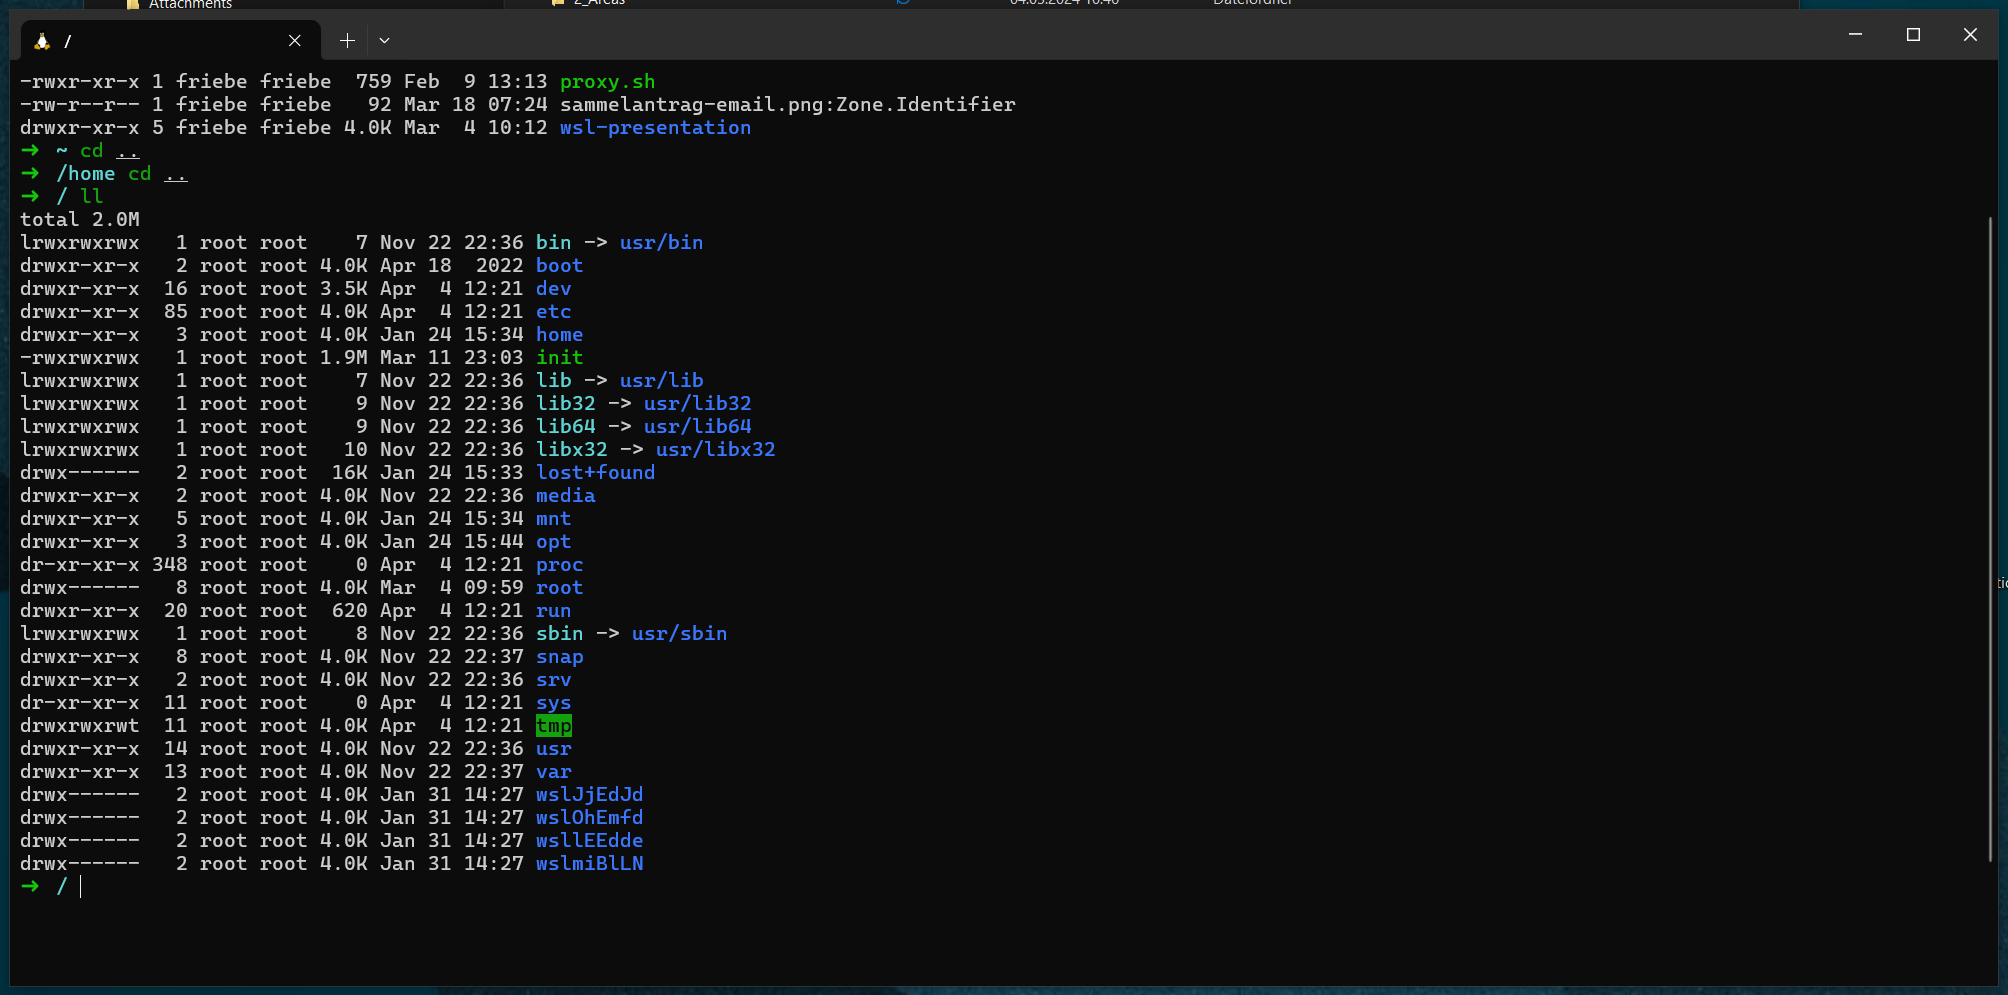 Attachments 2_Areas 04.03.2024 10:40 Dateiordner
/
-rwxr-xr-x 1 friebe friebe  759 Feb  9 13:13 proxy.sh
-rw-r--r-- 1 friebe friebe   92 Mar 18 07:24 sammelantrag-email.png:Zone.Identifier
drwxr-xr-x 5 friebe friebe 4.0K Mar  4 10:12 wsl-presentation
➜  ~ cd ..
➜  /home cd ..
➜  / ll
total 2.0M
lrwxrwxrwx   1 root root    7 Nov 22 22:36 bin -> usr/bin
drwxr-xr-x   2 root root 4.0K Apr 18  2022 boot
drwxr-xr-x  16 root root 3.5K Apr  4 12:21 dev
drwxr-xr-x  85 root root 4.0K Apr  4 12:21 etc
drwxr-xr-x   3 root root 4.0K Jan 24 15:34 home
-rwxrwxrwx   1 root root 1.9M Mar 11 23:03 init
lrwxrwxrwx   1 root root    7 Nov 22 22:36 lib -> usr/lib
lrwxrwxrwx   1 root root    9 Nov 22 22:36 lib32 -> usr/lib32
lrwxrwxrwx   1 root root    9 Nov 22 22:36 lib64 -> usr/lib64
lrwxrwxrwx   1 root root   10 Nov 22 22:36 libx32 -> usr/libx32
drwx------   2 root root  16K Jan 24 15:33 lost+found
drwxr-xr-x   2 root root 4.0K Nov 22 22:36 media
drwxr-xr-x   5 root root 4.0K Jan 24 15:34 mnt
drwxr-xr-x   3 root root 4.0K Jan 24 15:44 opt
dr-xr-xr-x 348 root root    0 Apr  4 12:21 proc
drwx------   8 root root 4.0K Mar  4 09:59 root
drwxr-xr-x  20 root root  620 Apr  4 12:21 run
lrwxrwxrwx   1 root root    8 Nov 22 22:36 sbin -> usr/sbin
drwxr-xr-x   8 root root 4.0K Nov 22 22:37 snap
drwxr-xr-x   2 root root 4.0K Nov 22 22:36 srv
dr-xr-xr-x  11 root root    0 Apr  4 12:21 sys
drwxrwxrwt  11 root root 4.0K Apr  4 12:21 tmp
drwxr-xr-x  14 root root 4.0K Nov 22 22:36 usr
drwxr-xr-x  13 root root 4.0K Nov 22 22:37 var
drwx------   2 root root 4.0K Jan 31 14:27 wslJjEdJd
drwx------   2 root root 4.0K Jan 31 14:27 wslOhEmfd
drwx------   2 root root 4.0K Jan 31 14:27 wsllEEdde
drwx------   2 root root 4.0K Jan 31 14:27 wslmiBlLN
➜  /